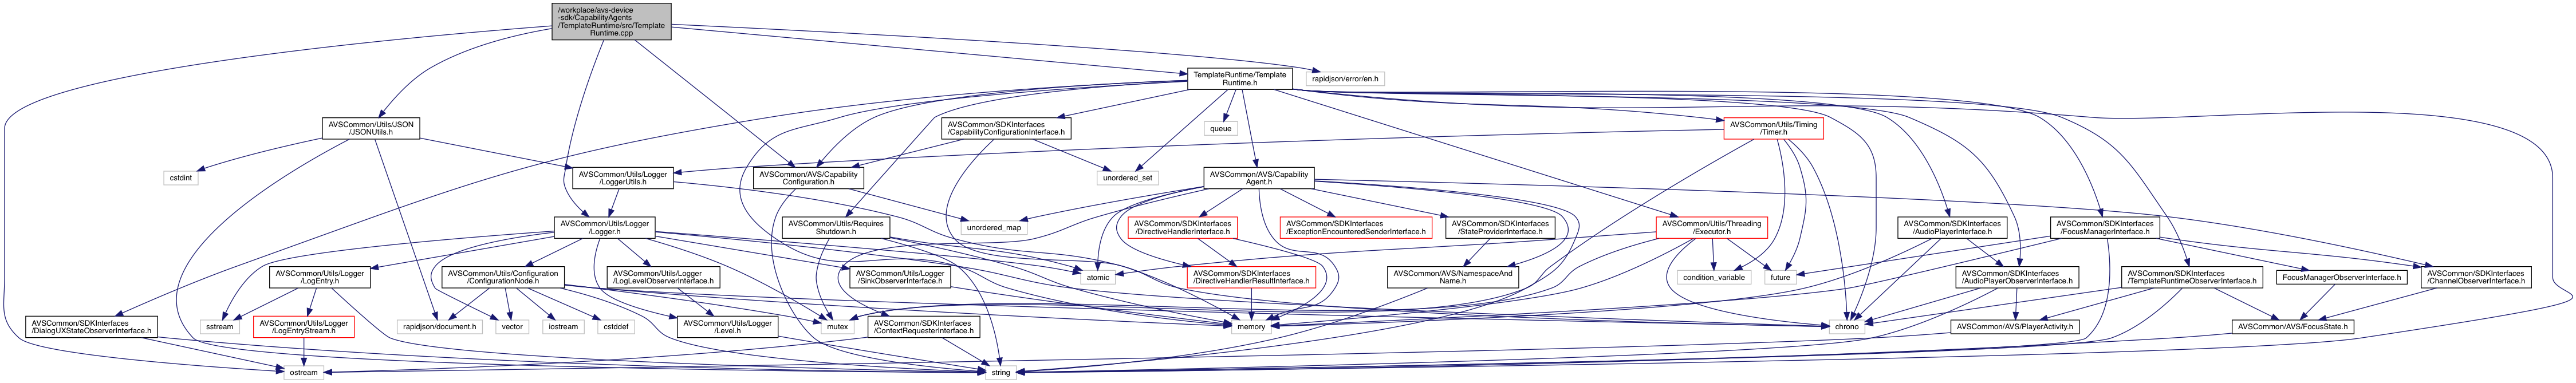 /workplace/avs-device
-sdk/CapabilityAgents
/TemplateRuntime/src/Template
Runtime.cpp
TemplateRuntime/Template
Runtime.h
rapidjson/error/en.h
AVSCommon/Utils/JSON
/JSONUtils.h
AVSCommon/SDKInterfaces
/CapabilityConfigurationInterface.h
queue
AVSCommon/Utils/Timing
/Timer.h
cstdint
AVSCommon/Utils/Logger
/LoggerUtils.h
AVSCommon/AVS/Capability
Configuration.h
unordered_set
AVSCommon/AVS/Capability
Agent.h
AVSCommon/Utils/Logger
/Logger.h
AVSCommon/Utils/Requires
Shutdown.h
unordered_map
AVSCommon/SDKInterfaces
/DirectiveHandlerInterface.h
AVSCommon/SDKInterfaces
/ExceptionEncounteredSenderInterface.h
AVSCommon/SDKInterfaces
/StateProviderInterface.h
AVSCommon/Utils/Threading
/Executor.h
AVSCommon/SDKInterfaces
/AudioPlayerInterface.h
AVSCommon/SDKInterfaces
/FocusManagerInterface.h
AVSCommon/Utils/Logger
/LogEntry.h
AVSCommon/Utils/Configuration
/ConfigurationNode.h
AVSCommon/Utils/Logger
/LogLevelObserverInterface.h
AVSCommon/Utils/Logger
/SinkObserverInterface.h
atomic
AVSCommon/SDKInterfaces
/DirectiveHandlerResultInterface.h
AVSCommon/AVS/NamespaceAnd
Name.h
condition_variable
future
AVSCommon/SDKInterfaces
/AudioPlayerObserverInterface.h
AVSCommon/SDKInterfaces
/TemplateRuntimeObserverInterface.h
FocusManagerObserverInterface.h
AVSCommon/SDKInterfaces
/ChannelObserverInterface.h
AVSCommon/SDKInterfaces
/DialogUXStateObserverInterface.h
sstream
AVSCommon/Utils/Logger
/LogEntryStream.h
rapidjson/document.h
vector
iostream
cstddef
AVSCommon/Utils/Logger
/Level.h
mutex
AVSCommon/SDKInterfaces
/ContextRequesterInterface.h
memory
chrono
AVSCommon/AVS/PlayerActivity.h
AVSCommon/AVS/FocusState.h
ostream
string